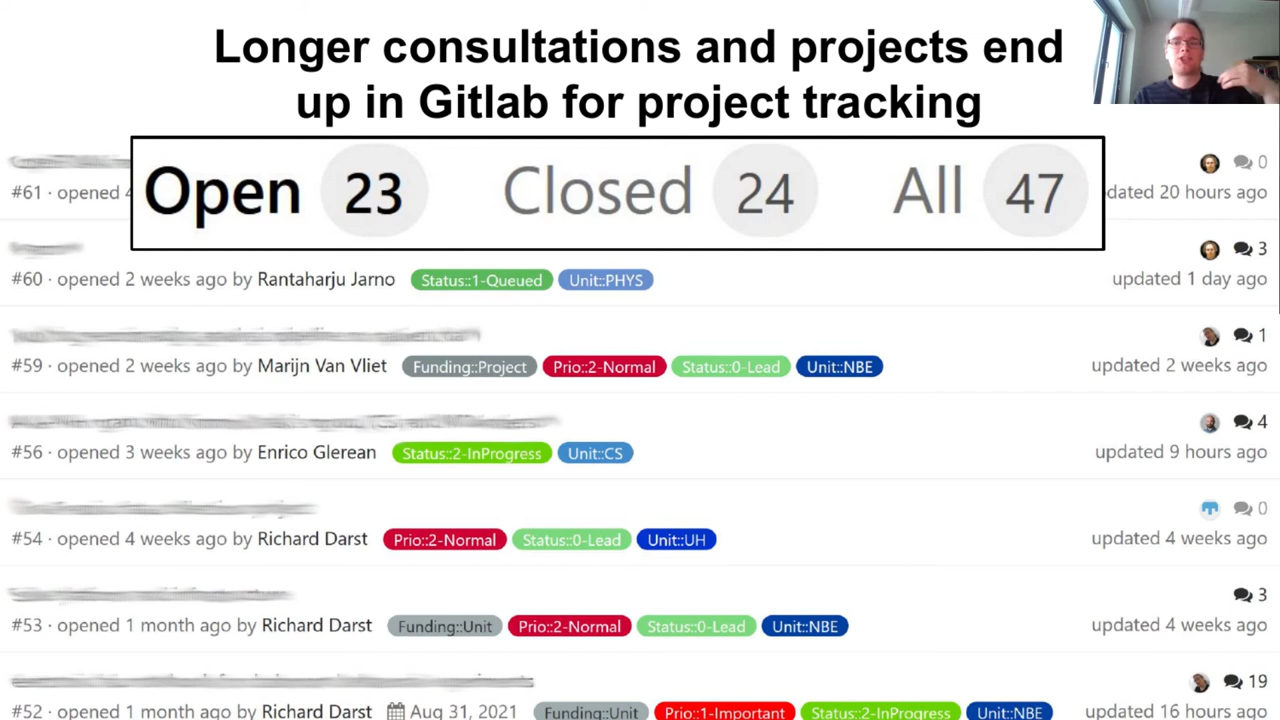 Longer consultations and projects end
up in Gitlab for project tracking
Open 23 Closed 24 All 47
0
#61 · opened
dated 20 hours ago
3
#60 · opened 2 weeks ago by Rantaharju Jarno Status::1-Queued Unit::PHYS updated 1 day ago
1
#59 · opened 2 weeks ago by Marijn Van Vliet Funding::Project Prio::2-Normal Status::0-Lead Unit::NBE updated 2 weeks ago
4
#56 · opened 3 weeks ago by Enrico Glerean Status::2-InProgress Unit::CS updated 9 hours ago
0
#54 · opened 4 weeks ago by Richard Darst Prio::2-Normal Status::0-Lead Unit::UH updated 4 weeks ago
3
#53 · opened 1 month ago by Richard Darst Funding::Unit Prio::2-Normal Status::0-Lead Unit::NBE updated 4 weeks ago
19
#52 · opened 1 month ago by Richard Darst Aug 31, 2021 Funding::Unit Prio::1-Important Status::2-InProgress Unit::NBE updated 16 hours ago